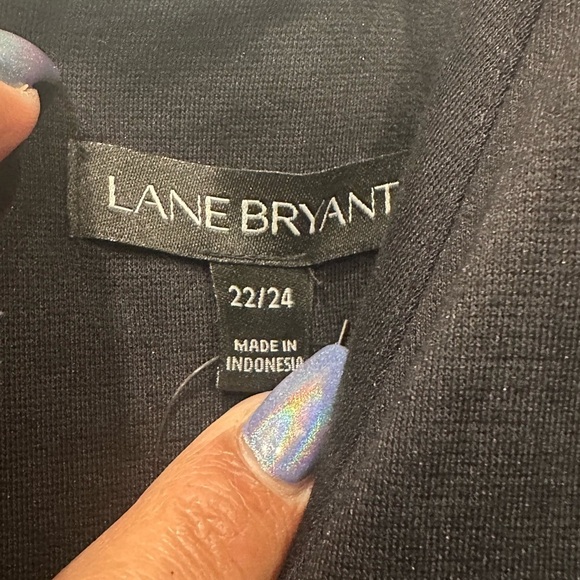 LANE BRYANT
22/24
MADE IN
INDONESIA